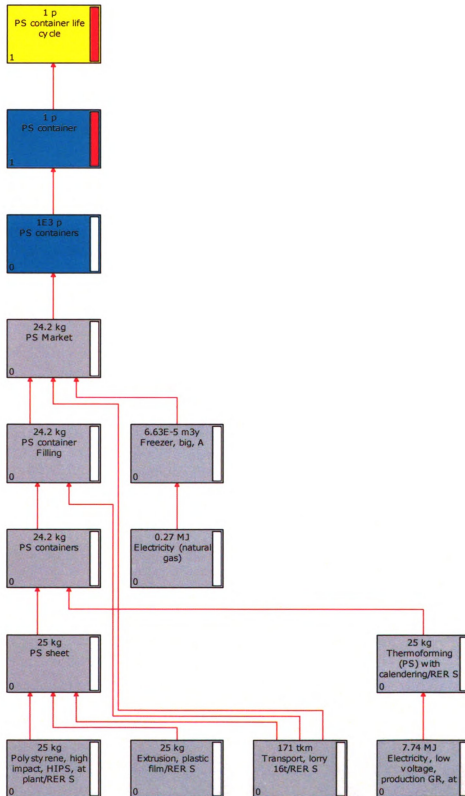 1 p
PS container life
cycle
1
1 p
PS container
1
1E3 p
PS containers
0
24.2 kg
PS Market
0
24.2 kg
PS container
Filling
0
6.63E-5 m3y
Freezer, big, A
0
24.2 kg
PS containers
0
0.27 MJ
Electricity (natural
gas)
0
25 kg
PS sheet
0
25 kg
Thermoforming
(PS) with
calendering/RER S
0
25 kg
Polystyrene, high
impact, HIPS, at
plant/RER S
0
25 kg
Extrusion, plastic
film/RER S
0
171 tkm
Transport, lorry
16t/RER S
0
7.74 MJ
Electricity, low
voltage,
production GR, at
0